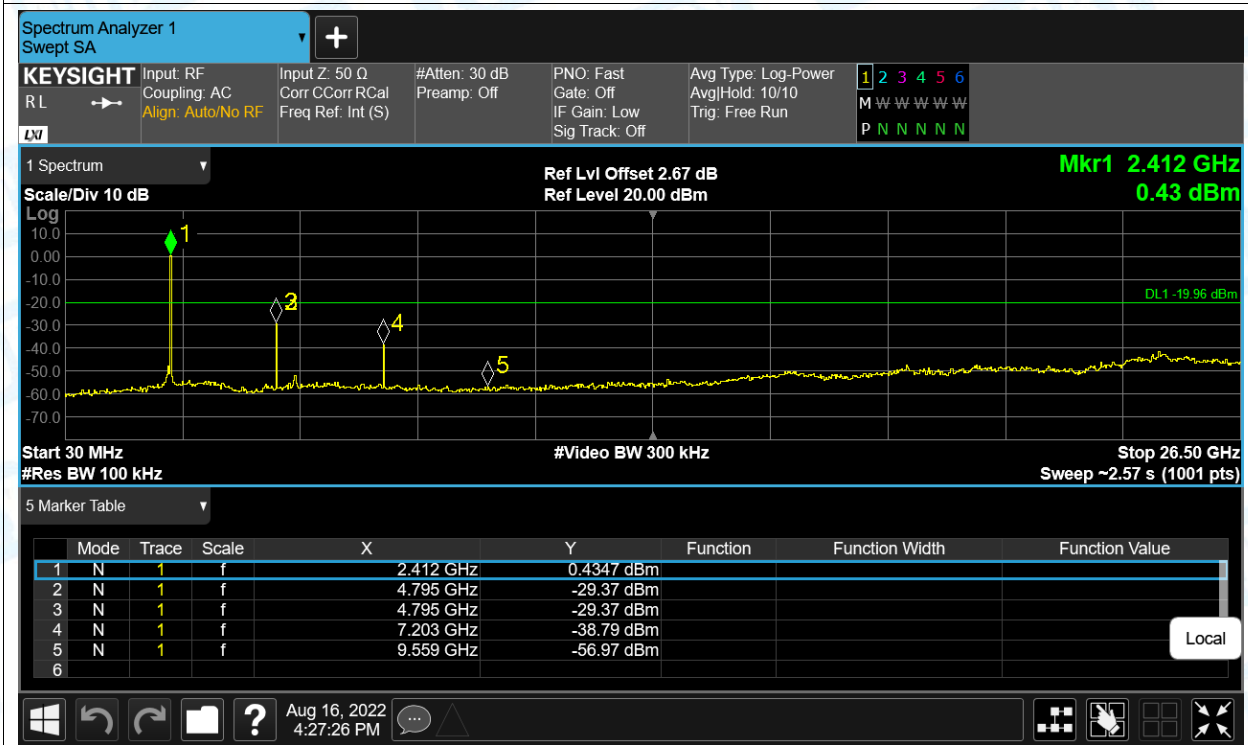 Spectrum Analyzer 1
Swept SA
KEYSIGHT
R L
LXI
Input: RF
Coupling: AC
Align: Auto/No RF
Input Z: 50 Ω
Corr CCorr RCal
Freq Ref: Int (S)
#Atten: 30 dB
Preamp: Off
PNO: Fast
Gate: Off
IF Gain: Low
Sig Track: Off
Avg Type: Log-Power
Avg|Hold: 10/10
Trig: Free Run
1 2 3 4 5 6
M W W W W W
P N N N N N
1 Spectrum
Scale/Div 10 dB
Ref Lvl Offset 2.67 dB
Ref Level 20.00 dBm
Mkr1 2.412 GHz
0.43 dBm
Log
10.0
0.00
-10.0
-20.0
-30.0
-40.0
-50.0
-60.0
-70.0
1
3
4
5
DL1 -19.96 dBm
Start 30 MHz
#Video BW 300 kHz
Stop 26.50 GHz
#Res BW 100 kHz
Sweep ~2.57 s (1001 pts)
5 Marker Table
Mode Trace Scale X Y Function Function Width Function Value
1 N 1 f 2.412 GHz 0.4347 dBm
2 N 1 f 4.795 GHz -29.37 dBm
3 N 1 f 4.795 GHz -29.37 dBm
4 N 1 f 7.203 GHz -38.79 dBm
5 N 1 f 9.559 GHz -56.97 dBm
6
Local
?
Aug 16, 2022
4:27:26 PM